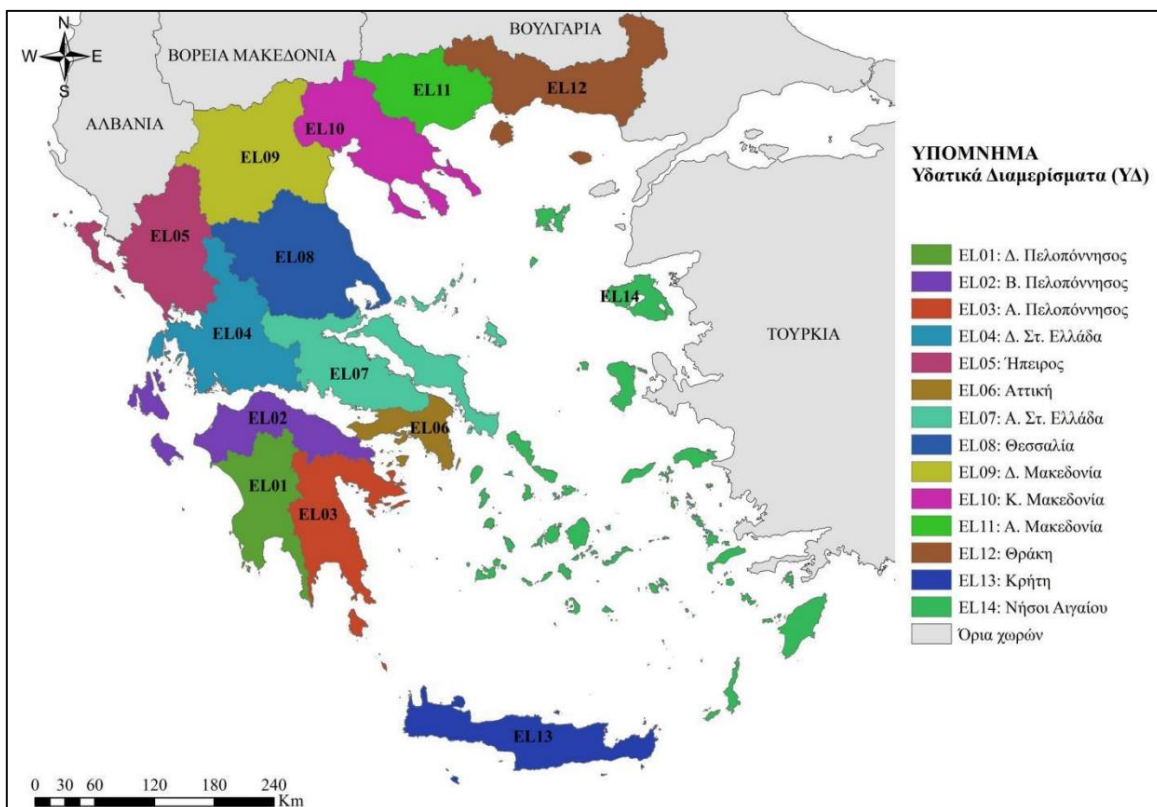 N
W E
S
ΑΛΒΑΝΙΑ
ΒΟΡΕΙΑ ΜΑΚΕΔΟΝΙΑ
ΒΟΥΛΓΑΡΙΑ
ΤΟΥΡΚΙΑ
EL12
EL11
EL10
EL09
EL05
EL08
EL14
EL04
EL07
EL02
EL06
EL01
EL03
EL13
0 30 60 120 180 240
Km
ΥΠΟΜΝΗΜΑ
Υδατικά Διαμερίσματα (ΥΔ)
EL01: Δ. Πελοπόννησος
EL02: Β. Πελοπόννησος
EL03: Α. Πελοπόννησος
EL04: Δ. Στ. Ελλάδα
EL05: Ήπειρος
EL06: Αττική
EL07: Α. Στ. Ελλάδα
EL08: Θεσσαλία
EL09: Δ. Μακεδονία
EL10: Κ. Μακεδονία
EL11: Α. Μακεδονία
EL12: Θράκη
EL13: Κρήτη
EL14: Νήσοι Αιγαίου
Όρια χωρών